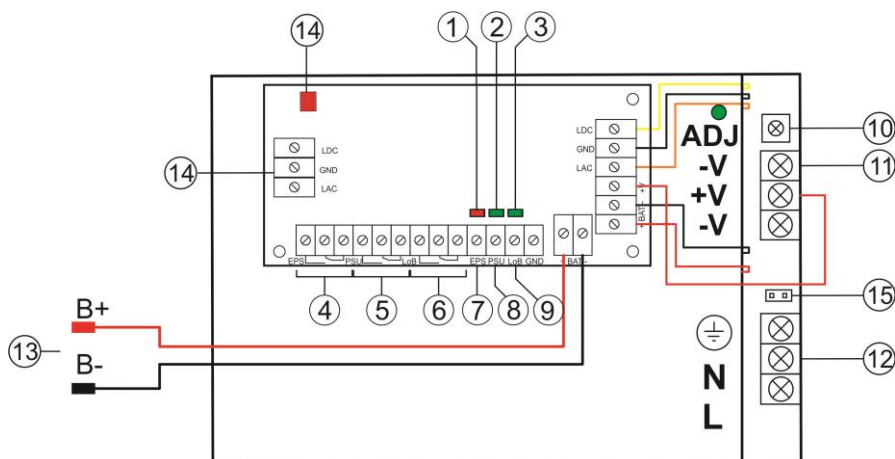 14
1 2 3
LDC
GND
LAC
14
LDC
GND
LAC
+V
- BAT+
ADJ
-V
+V
-V
10
11
EPS PSU LoB EPS PSU LoB GND + BAT -
4 5 6 7 8 9
15
B+
13
B-
N
L
12